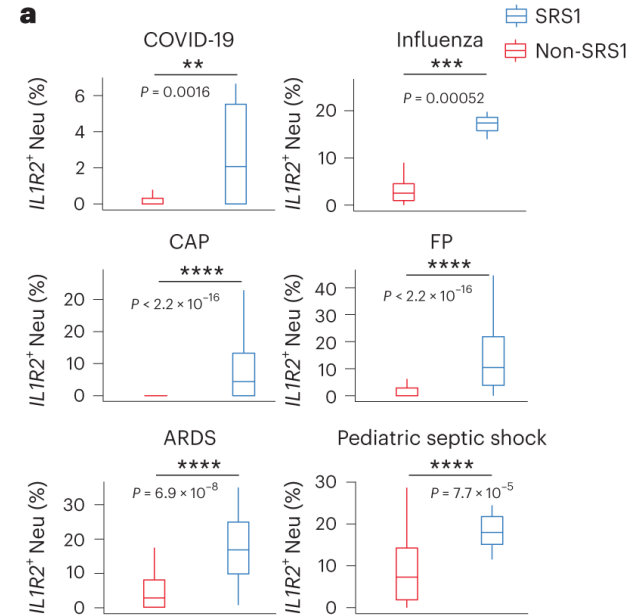 a
SRS1
Non-SRS1
COVID-19
**
P = 0.0016
IL1R2+ Neu (%)
6
4
2
0
Influenza
***
P = 0.00052
IL1R2+ Neu (%)
20
10
0
CAP
****
P < 2.2 × 10−16
IL1R2+ Neu (%)
20
20
10
0
FP
****
P < 2.2 × 10−16
IL1R2+ Neu (%)
40
30
20
10
0
ARDS
****
P = 6.9 × 10−8
IL1R2+ Neu (%)
30
20
10
0
Pediatric septic shock
****
P = 7.7 × 10−5
IL1R2+ Neu (%)
30
20
10
0